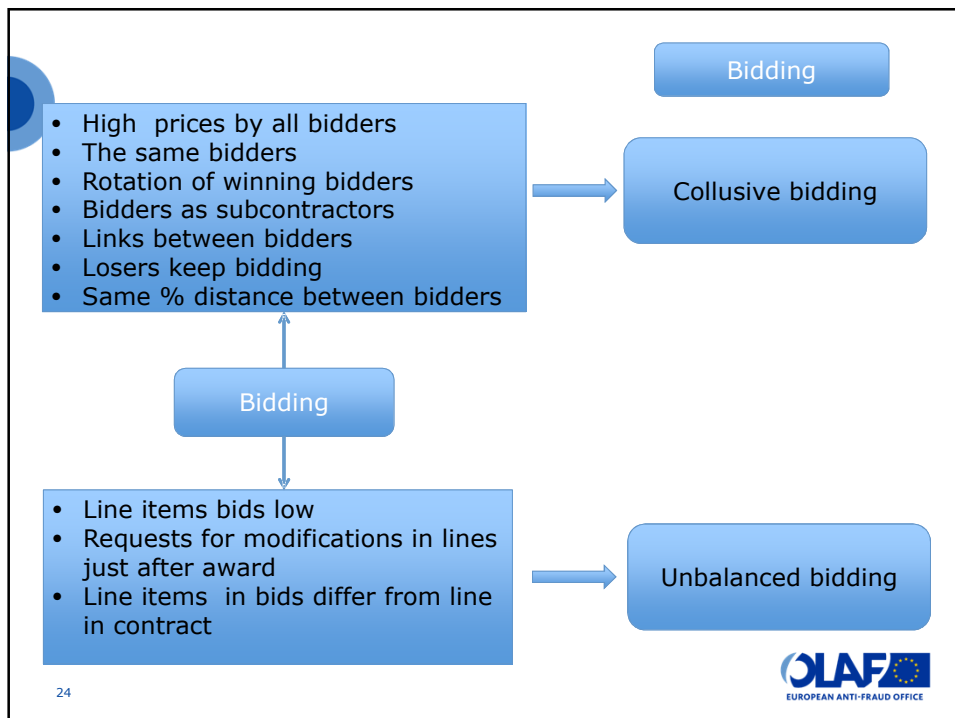 Bidding
• High  prices by all bidders
• The same bidders
• Rotation of winning bidders
• Bidders as subcontractors
• Links between bidders
• Losers keep bidding
• Same % distance between bidders
Collusive bidding
Bidding
• Line items bids low
• Requests for modifications in lines
just after award
• Line items  in bids differ from line
in contract
Unbalanced bidding
24
OLAF
EUROPEAN ANTI-FRAUD OFFICE